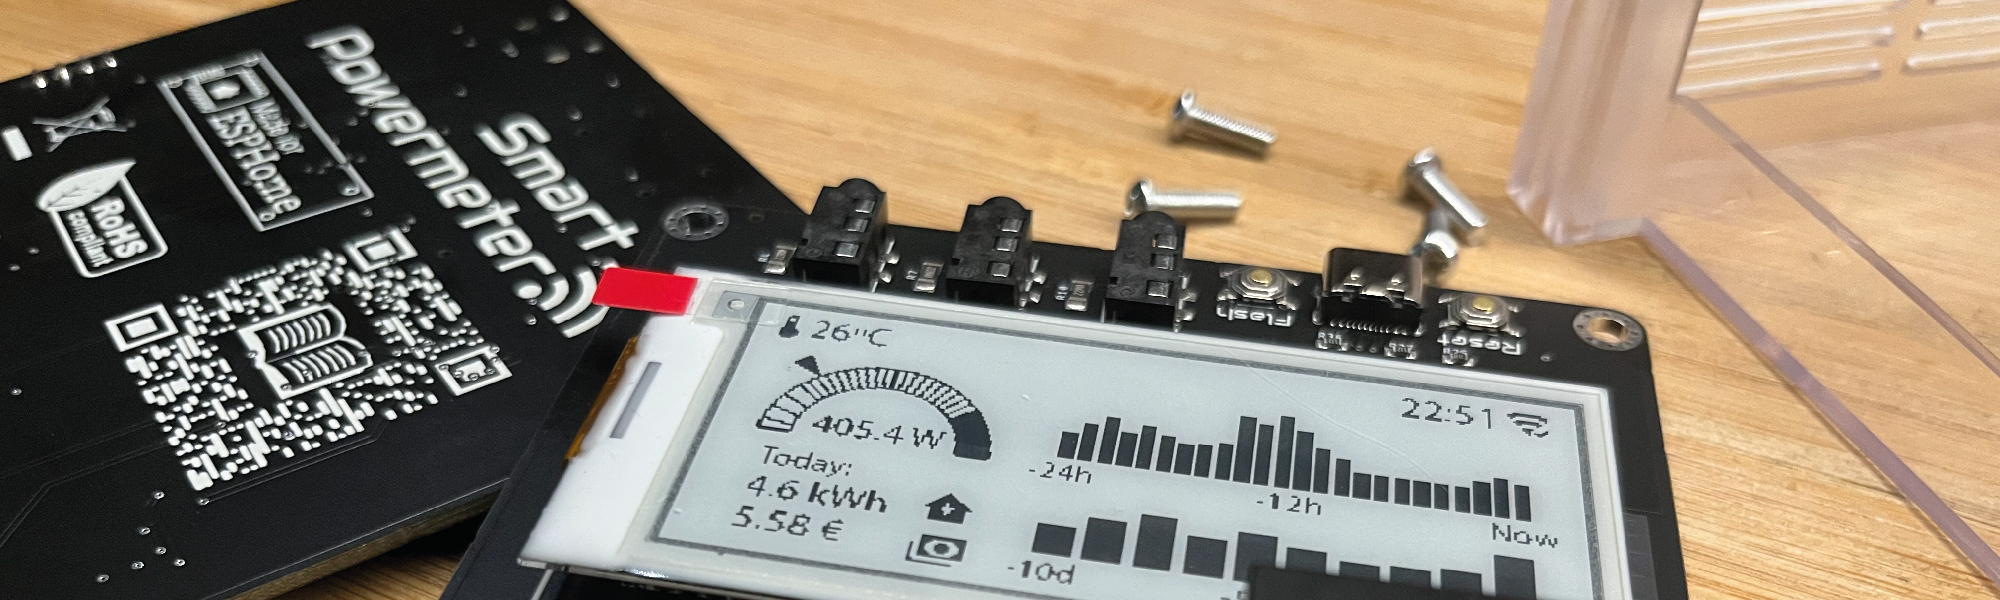 Smart
Powermeter
Made for
ESPHome
RoHS
compliant
Flash
Reset
26°C
22:51
405.4 W
Today:
4.6 kWh
5.58 €
-24h
-12h
Now
-10d